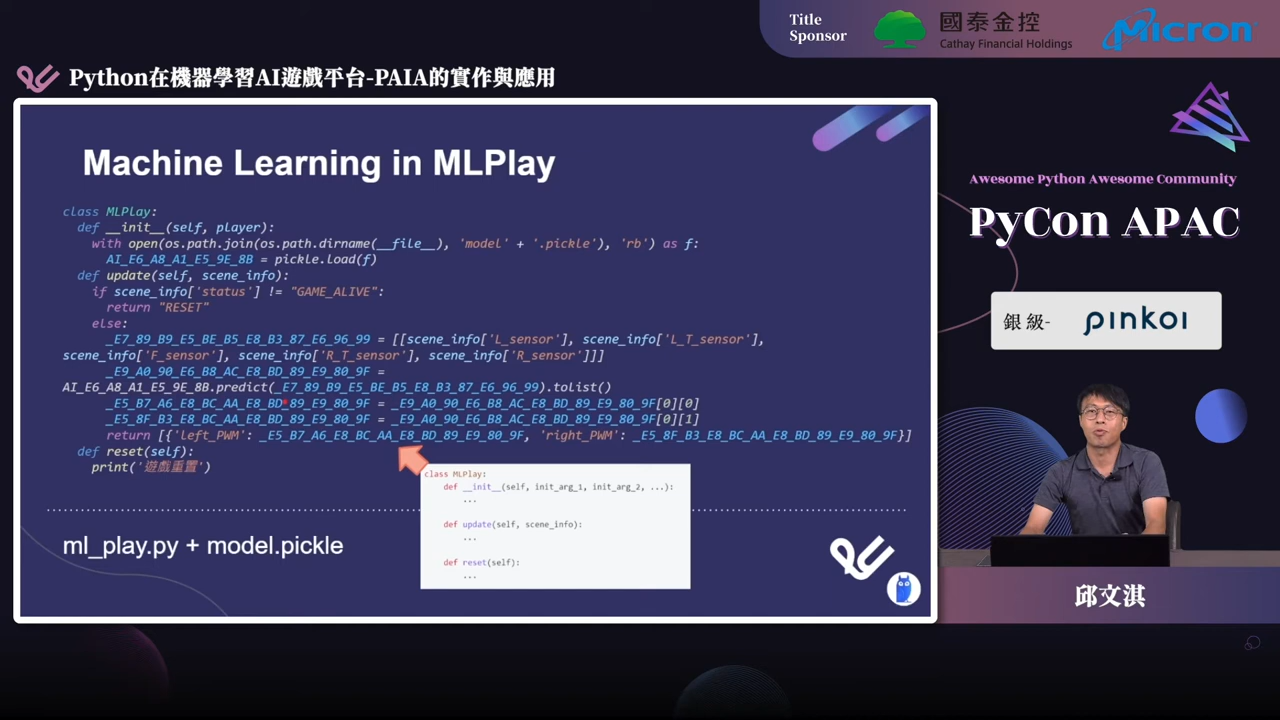 Title
Sponsor
國泰金控
Cathay Financial Holdings
Micron
Python在機器學習AI遊戲平台-PAIA的實作與應用
Machine Learning in MLPlay
class MLPlay:
def __init__(self, player):
with open(os.path.join(os.path.dirname(__file__), 'model' + '.pickle'), 'rb') as f:
AI_E6_A8_A1_E5_9E_8B = pickle.load(f)
def update(self, scene_info):
if scene_info['status'] != "GAME_ALIVE":
return "RESET"
else:
_E7_89_B9_E5_BE_B5_E8_B3_87_E6_96_99 = [[scene_info['L_sensor'], scene_info['L_T_sensor'],
scene_info['F_sensor'], scene_info['R_T_sensor'], scene_info['R_sensor']]]
_E9_A0_90_E6_B8_AC_E8_BD_89_E9_80_9F =
AI_E6_A8_A1_E5_9E_8B.predict(_E7_89_B9_E5_BE_B5_E8_B3_87_E6_96_99).tolist()
_E5_B7_A6_E8_BC_AA_E8_BD_89_E9_80_9F = _E9_A0_90_E6_B8_AC_E8_BD_89_E9_80_9F[0][0]
_E5_8F_B3_E8_BC_AA_E8_BD_89_E9_80_9F = _E9_A0_90_E6_B8_AC_E8_BD_89_E9_80_9F[0][1]
return [{'left_PWM': _E5_B7_A6_E8_BC_AA_E8_BD_89_E9_80_9F, 'right_PWM': _E5_8F_B3_E8_BC_AA_E8_BD_89_E9_80_9F}]
def reset(self):
print('遊戲重置')
class MLPlay:
def __init__(self, init_arg_1, init_arg_2, ...):
...
def update(self, scene_info):
...
def reset(self):
...
ml_play.py + model.pickle
Awesome Python Awesome Community
PyCon APAC
銀級-
pinkoi
邱文淇